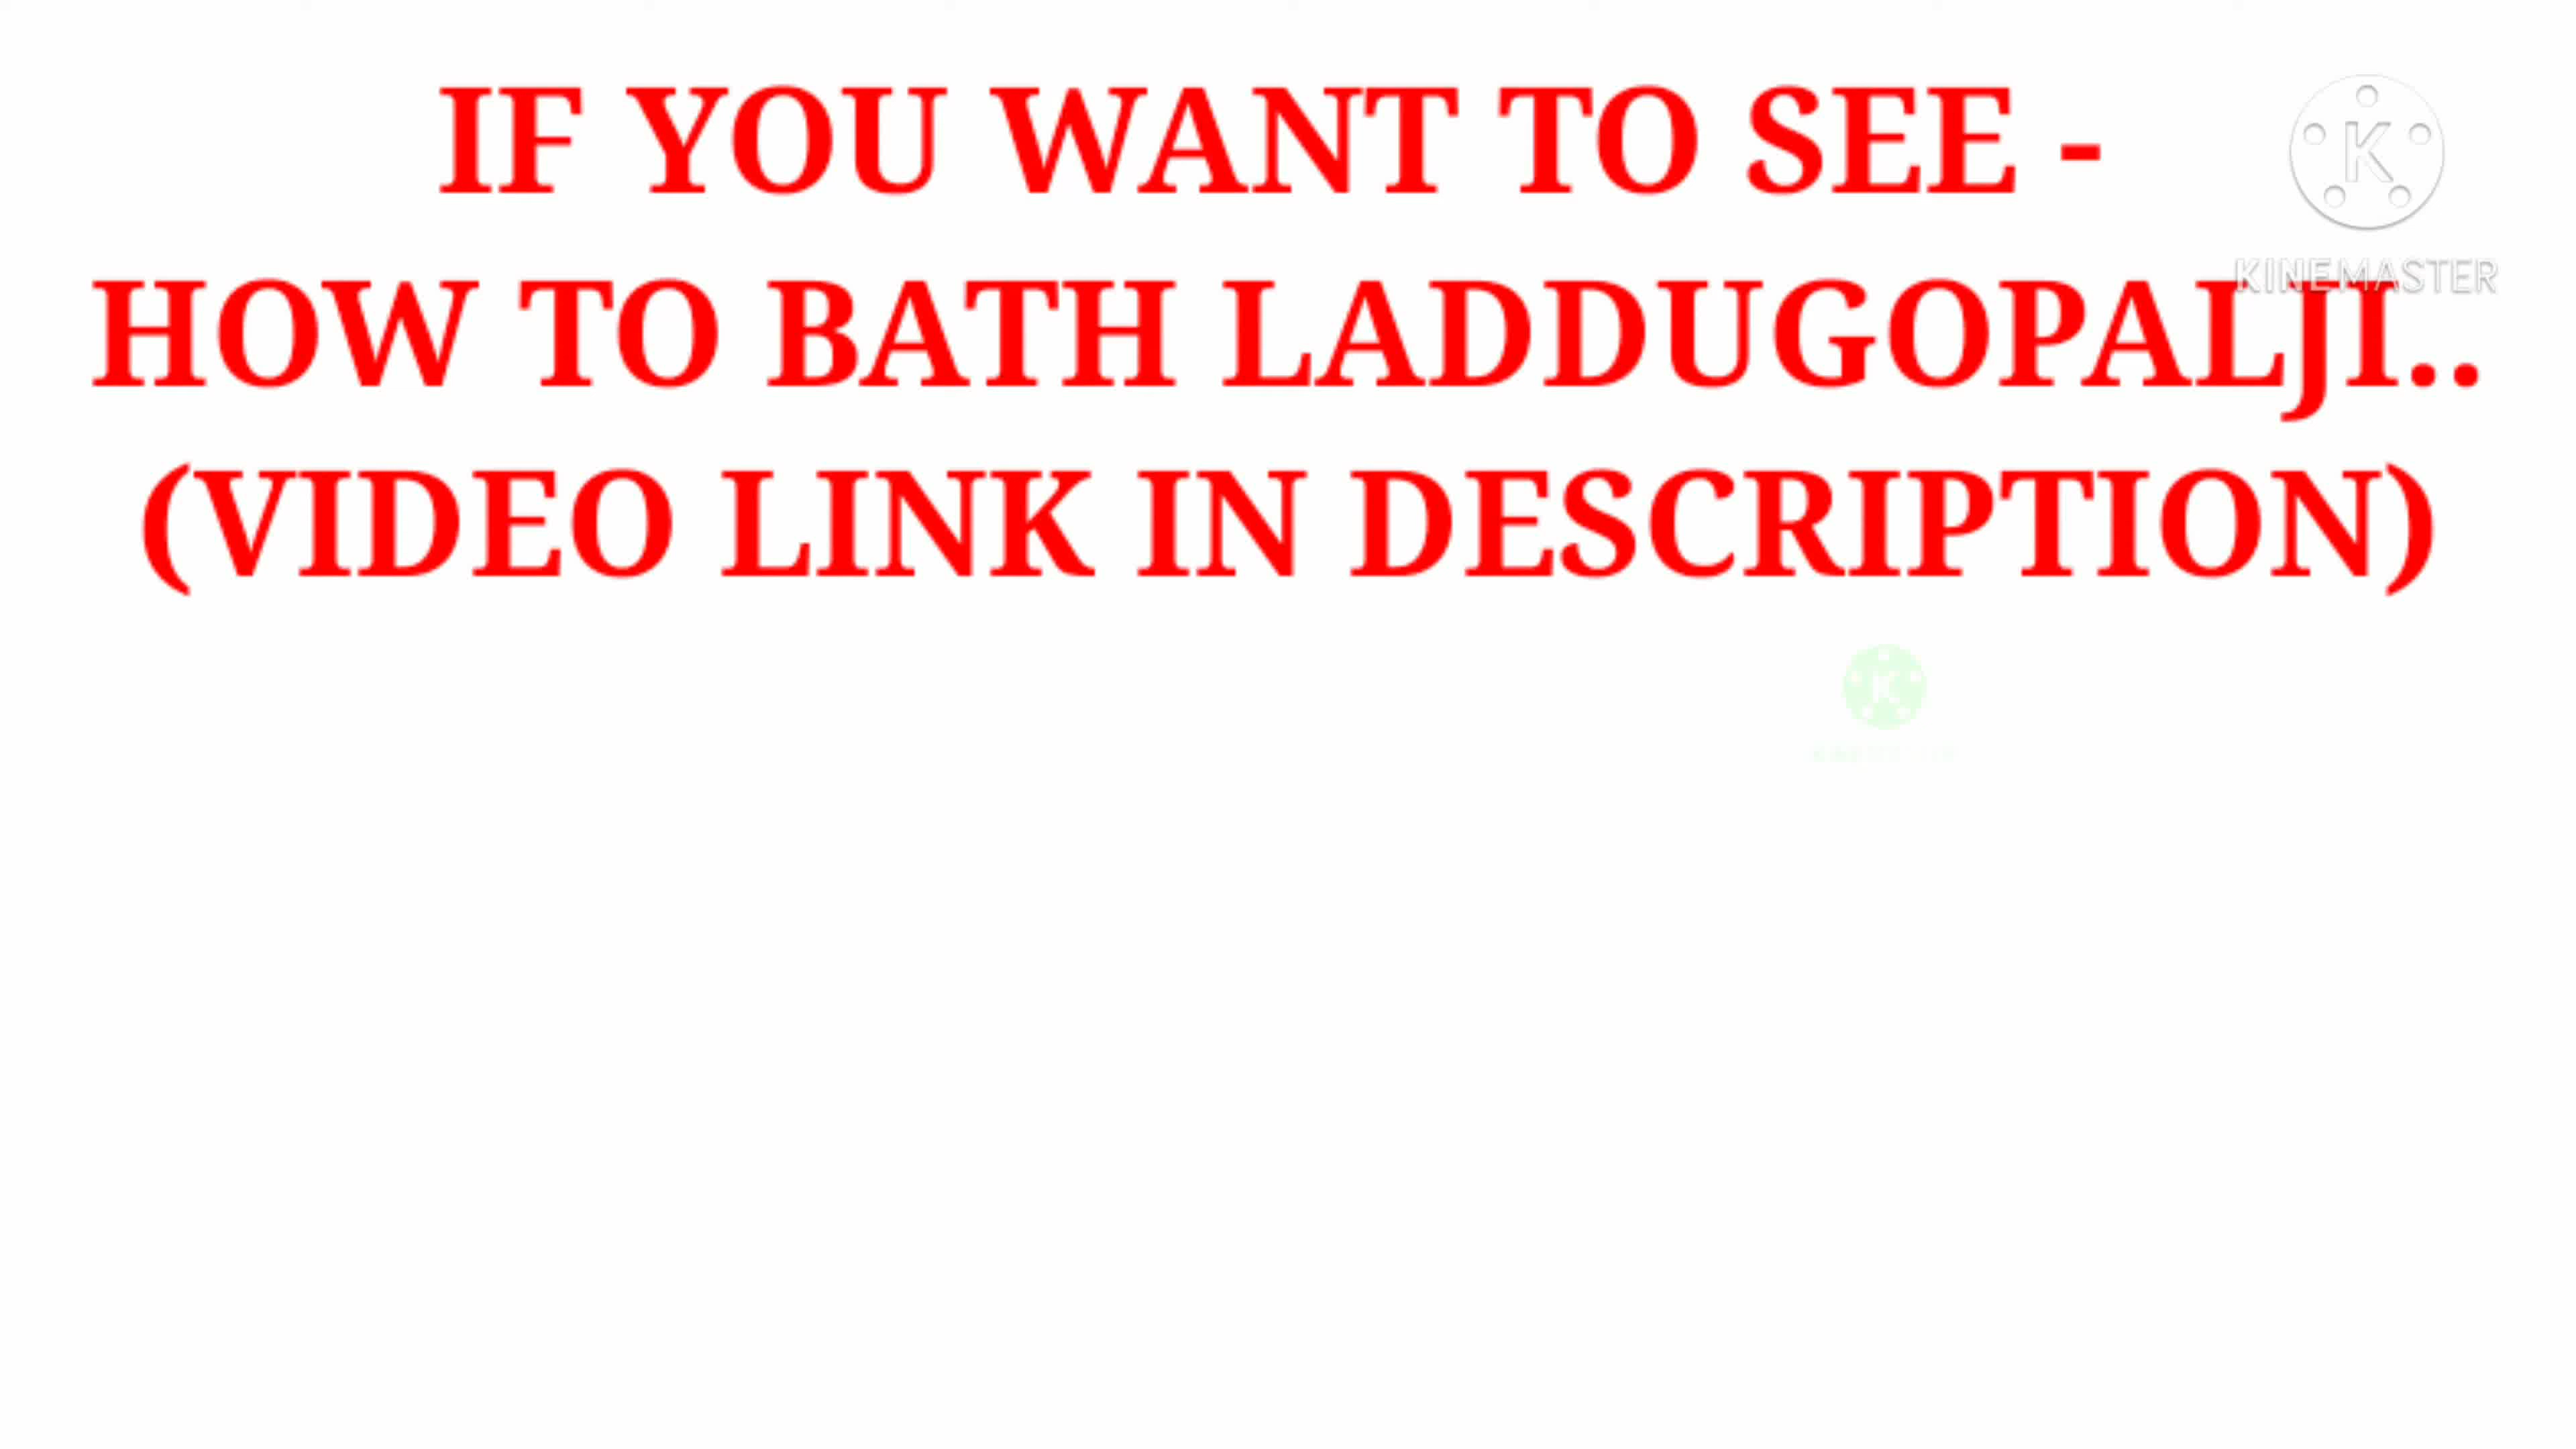 IF YOU WANT TO SEE -
HOW TO BATH LADDUGOPALJI..
(VIDEO LINK IN DESCRIPTION)
K
KINEMASTER
K